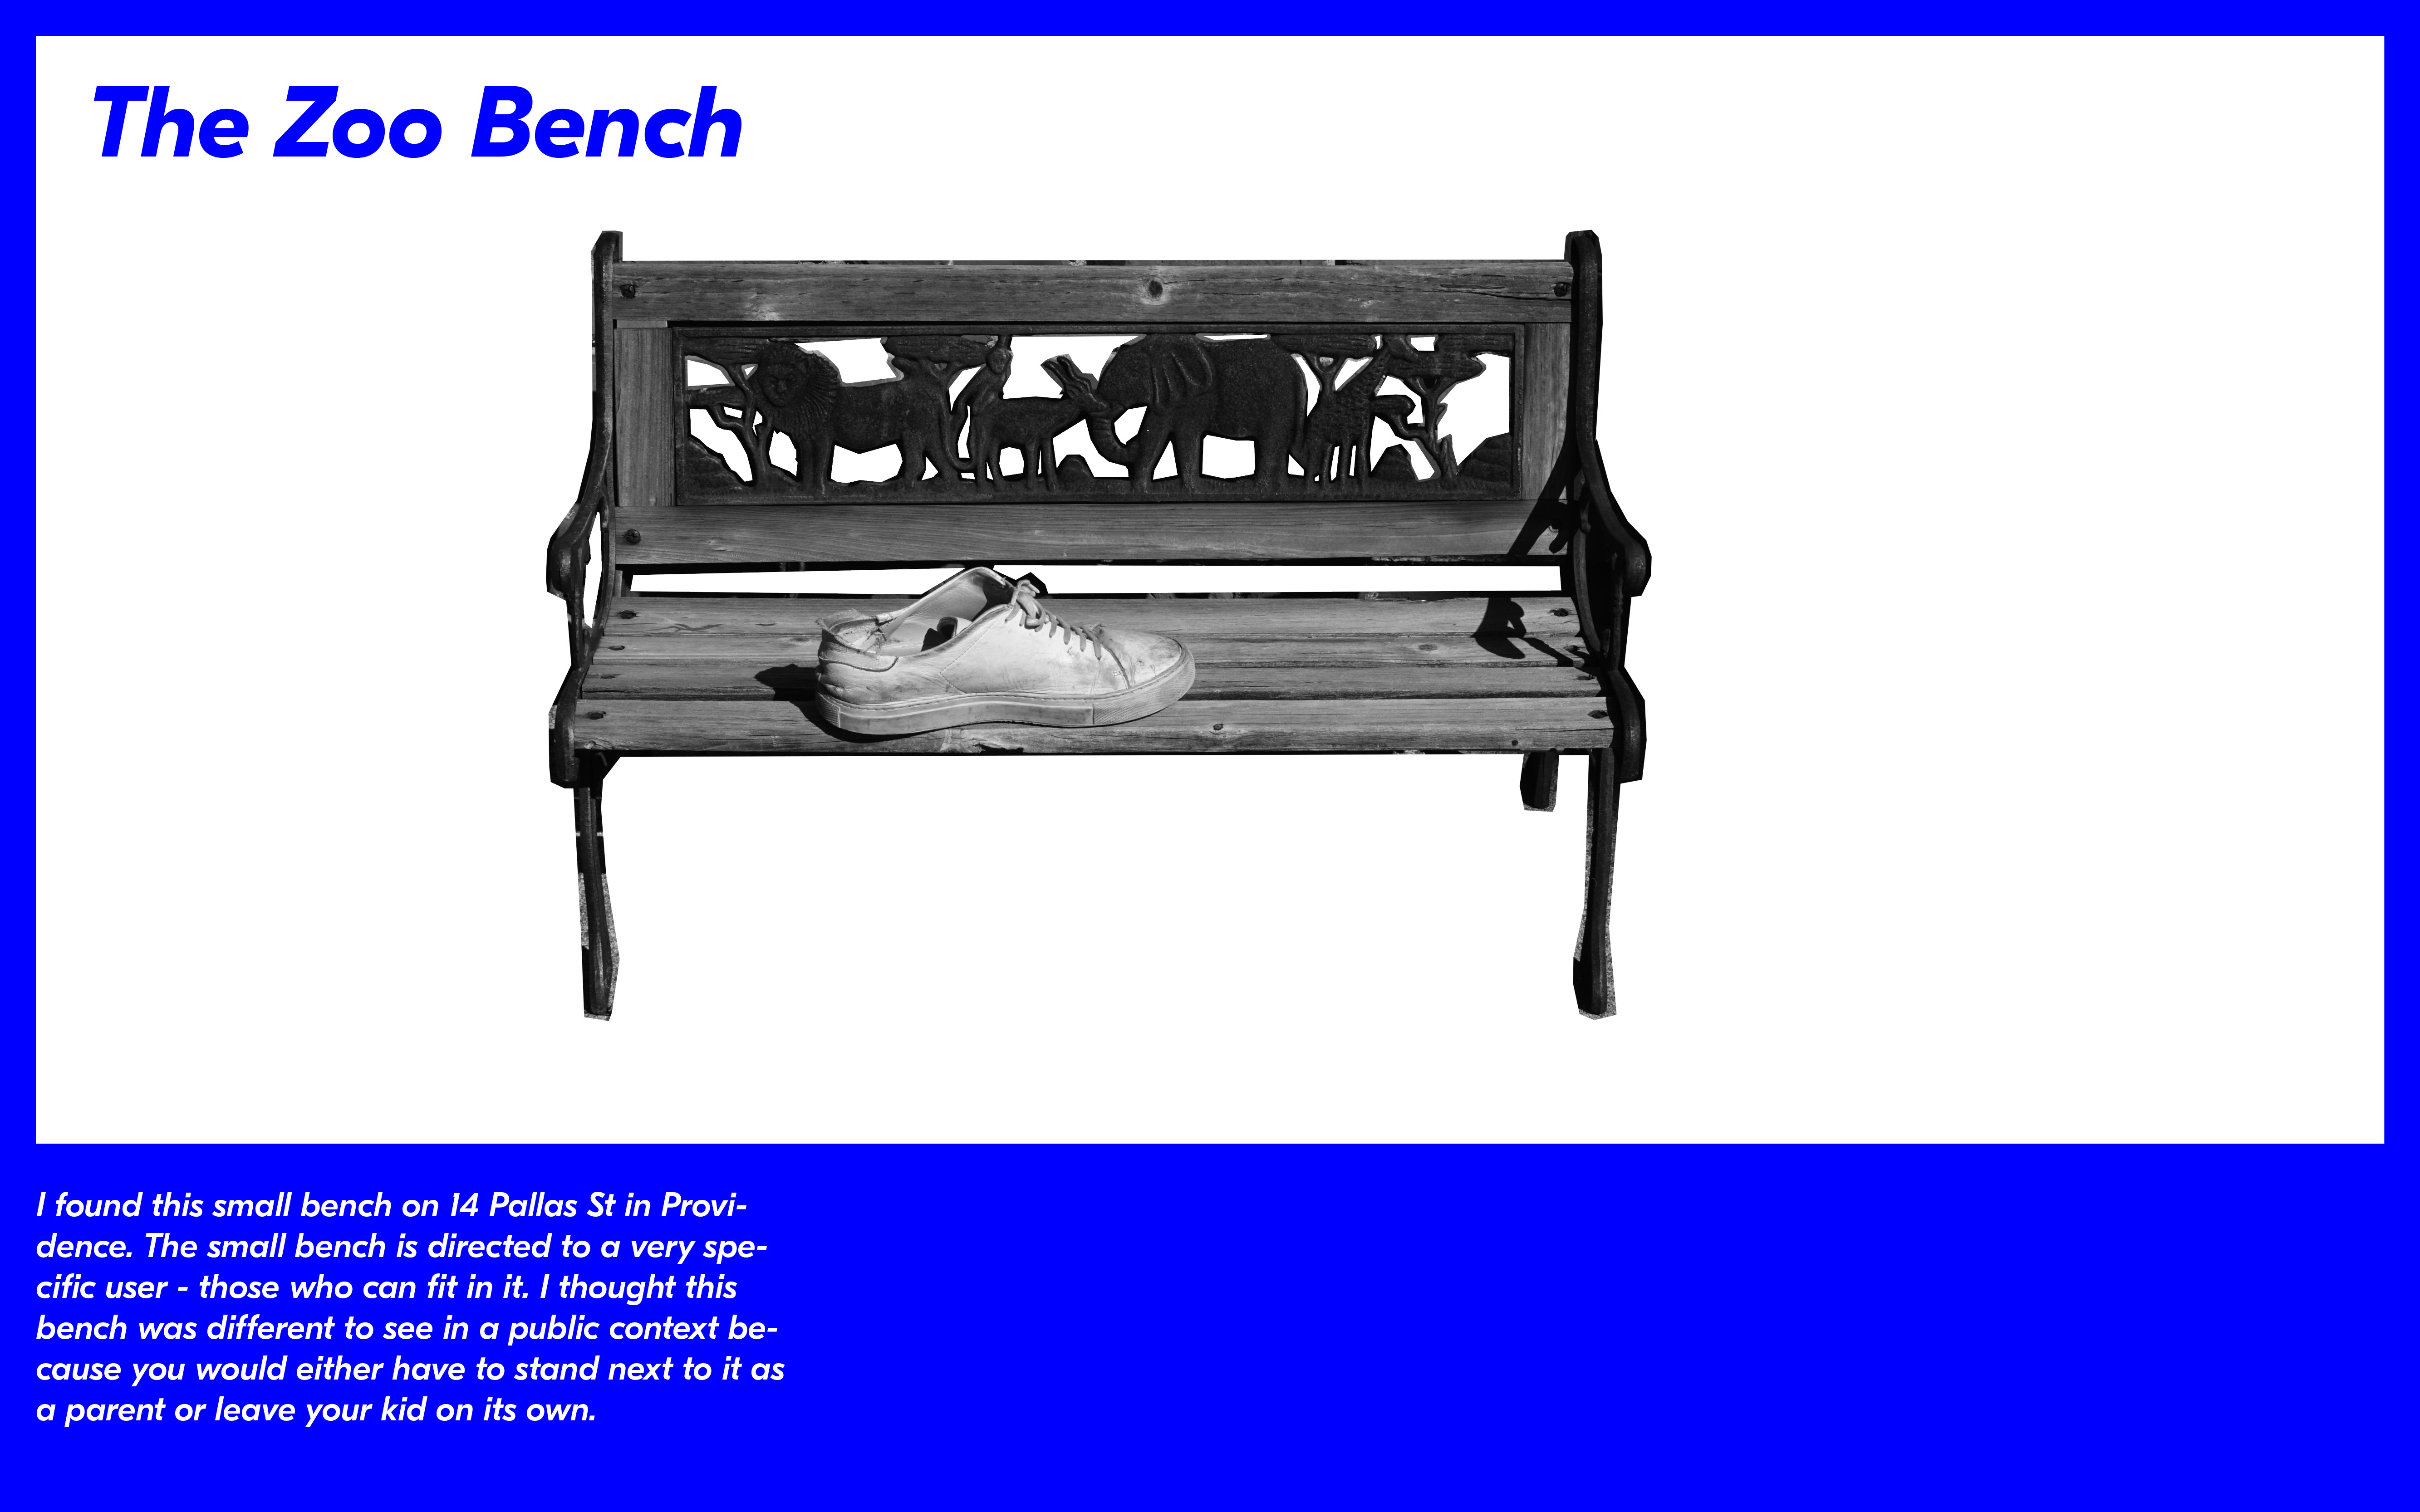 The Zoo Bench
I found this small bench on 14 Pallas St in Provi-
dence. The small bench is directed to a very spe-
cific user - those who can fit in it. I thought this
bench was different to see in a public context be-
cause you would either have to stand next to it as
a parent or leave your kid on its own.